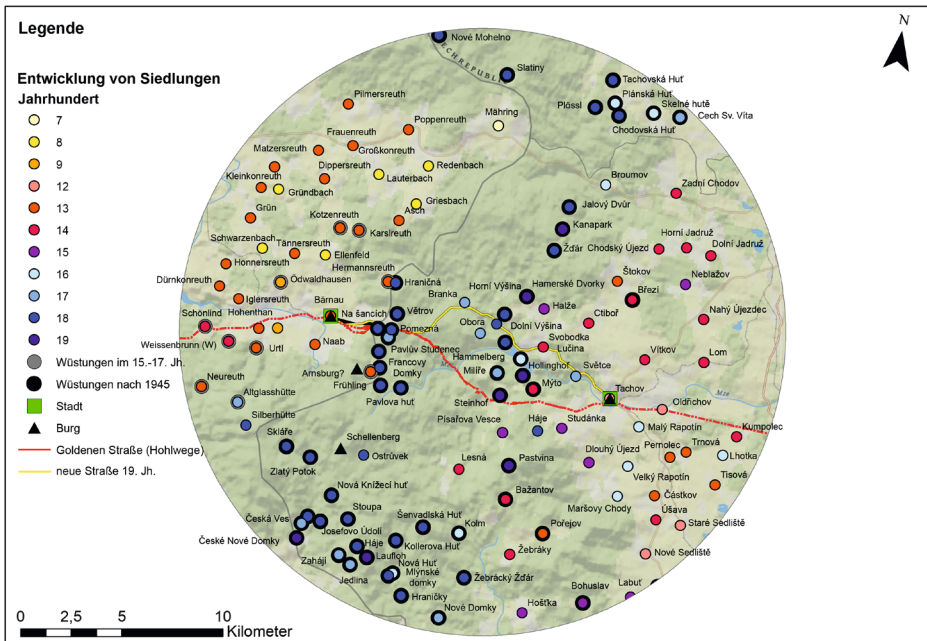 Legende
N
Entwicklung von Siedlungen
Jahrhundert
7
8
9
12
13
14
15
16
17
18
19
Wüstungen im 15.-17. Jh.
Wüstungen nach 1945
Stadt
Burg
Goldenen Straße (Hohlwege)
neue Straße 19. Jh.
0 2,5 5 10
Kilometer
Nové Mohelno
Slatiny
Tachovská Huť
Plánská Huť
Skelné hutě
Plössl
Cech Sv. Víta
Chodovská Huť
Pilmersreuth
Poppenreuth
Mähring
Frauenreuth
Matzersreuth
Großkonreuth
Dippersreuth
Redenbach
Kleinkonreuth
Lauterbach
Gründbach
Broumov
Zadní Chodov
Griesbach
Kotzenreuth
Grün
Asch
Karslreuth
Jalový Dvůr
Kanapark
Horní Jadruž
Schwarzenbach
Tännersreuth
Ellenfeld
Žďár
Chodský Újezd
Dolní Jadruž
Honnersreuth
Hermannsreuth
Ödwaldhausen
Hraničná
Štokov
Neblažov
Dürnkonreuth
Horní Výšina
Hamerské Dvorky
Iglersreuth
Bärnau
Branka
Březí
Schönlind
Hohenthan
Na šancích
Větrov
Halže
Ctiboř
Nahý Újezdec
Obora
Dolní Výšina
Pomezná
Weissenbrunn (W)
Urtl
Naab
Pavlův Studenec
Lučina
Svobodka
Hammelberg
Hollinghof
Vítkov
Lom
Arnsburg?
Francovy
Domky
Milíře
Světce
Neureuth
Frühling
Mýto
Tachov
Mže
Altglasshütte
Pavlova huť
Steinhof
Oldřichov
Silberhütte
Písařova Vesce
Háje
Studánka
Malý Rapotín
Kumpolec
Skláře
Schellenberg
Ostrůvek
Trnová
Pernolec
Dlouhý Újezd
Lhotka
Zlatý Potok
Lesná
Pastvina
Velký Rapotín
Tisová
Nová Knížecí huť
Bažantov
Maršovy Chody
Částkov
Stoupa
Úšava
Česká Ves
Šenvaldská Huť
Kolm
Pořejov
Staré Sedliště
Josefovo Údolí
České Nové Domky
Háje
Kollerova Huť
Laufloh
Žebráky
Nové Sedliště
Zahájí
Nová Huť
Mlýnské
domky
Jedlina
Žebrácký Žďár
Hraničky
Bohuslav
Labuť
Nové Domky
Hošťka